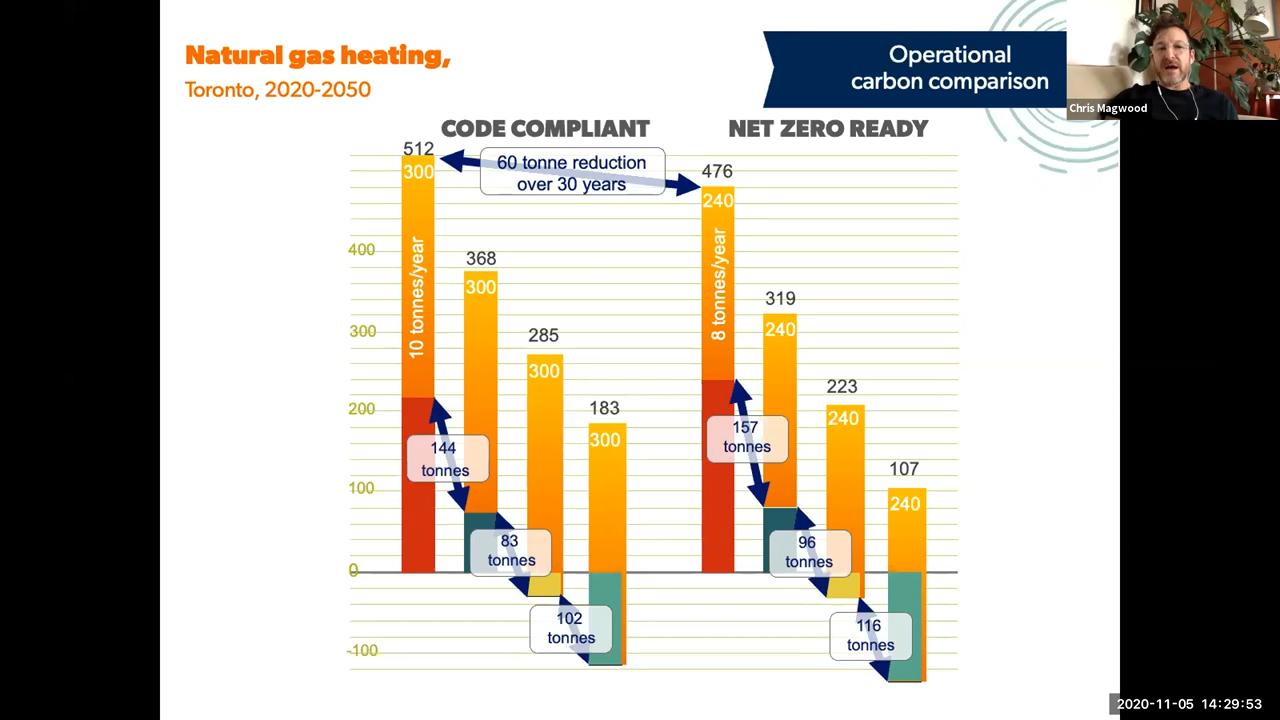 Natural gas heating,
Toronto, 2020-2050
Operational
carbon comparison
Chris Magwood
CODE COMPLIANT
NET ZERO READY
512
300
60 tonne reduction
over 30 years
476
240
10 tonnes/year
8 tonnes/year
368
300
319
240
285
300
223
240
183
300
107
240
400
300
200
100
0
-100
144
tonnes
83
tonnes
102
tonnes
157
tonnes
96
tonnes
116
tonnes
2020-11-05 14:29:53